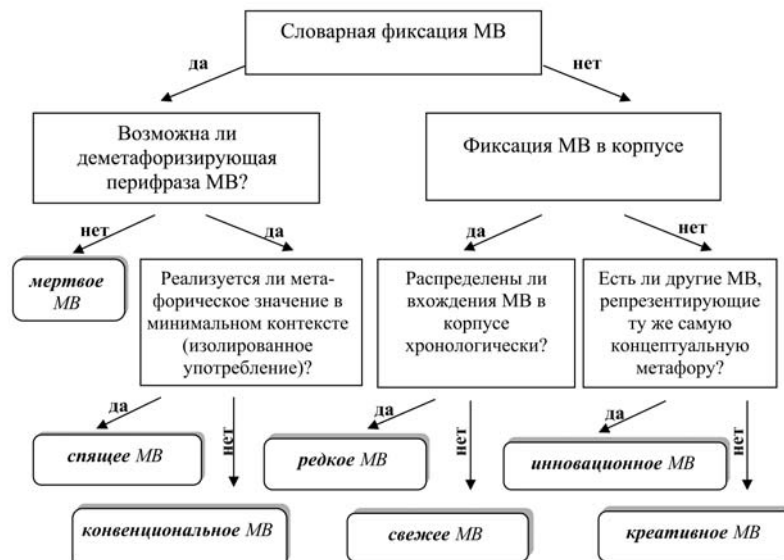 Словарная фиксация МВ
да
нет
Возможна ли
деметафоризирующая
перифраза МВ?
Фиксация МВ в корпусе
нет
да
да
нет
мертвое
МВ
Реализуется ли мета-
форическое значение в
минимальном контексте
(изолированное
употребление)?
Распределены ли
вхождения МВ в
корпусе
хронологически?
Есть ли другие МВ,
репрезентирующие
ту же самую
концептуальную
метафору?
да
нет
да
нет
да
нет
спящее МВ
редкое МВ
инновационное МВ
конвенциональное МВ
свежее МВ
креативное МВ